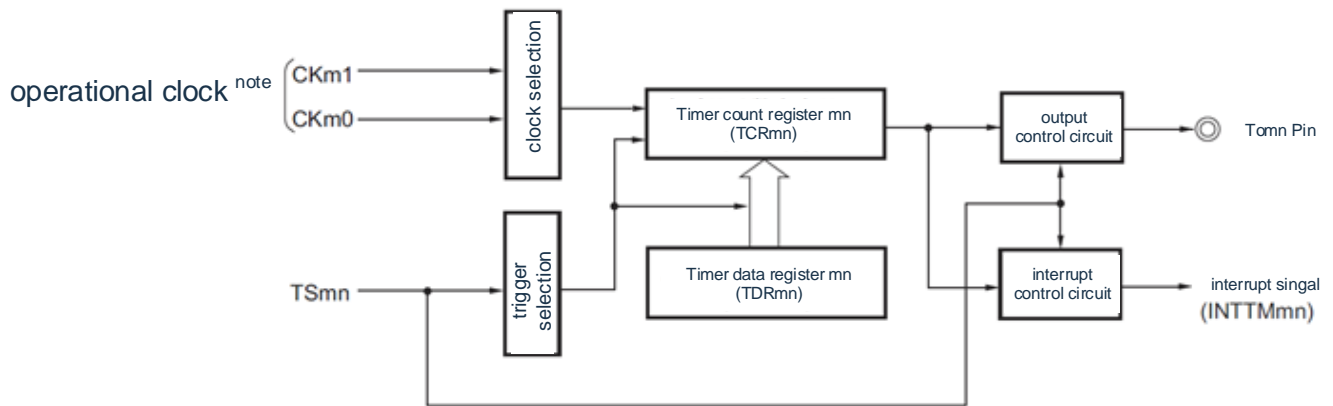 operational clock note
CKm1
CKm0
clock selection
Timer count register mn
(TCRmn)
output
control circuit
Tomn Pin
TSmn
trigger
selection
Timer data register mn
(TDRmn)
interrupt
control circuit
interrupt singal
(INTTMmn)